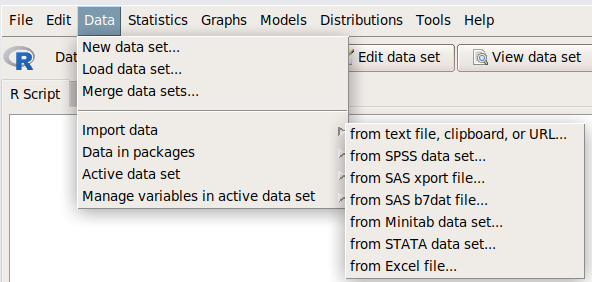 File Edit Data Statistics Graphs Models Distributions Tools Help
R Dat Edit data set View data set
R Script
New data set...
Load data set...
Merge data sets...
Import data
Data in packages
Active data set
Manage variables in active data set
from text file, clipboard, or URL...
from SPSS data set...
from SAS xport file...
from SAS b7dat file...
from Minitab data set...
from STATA data set...
from Excel file...